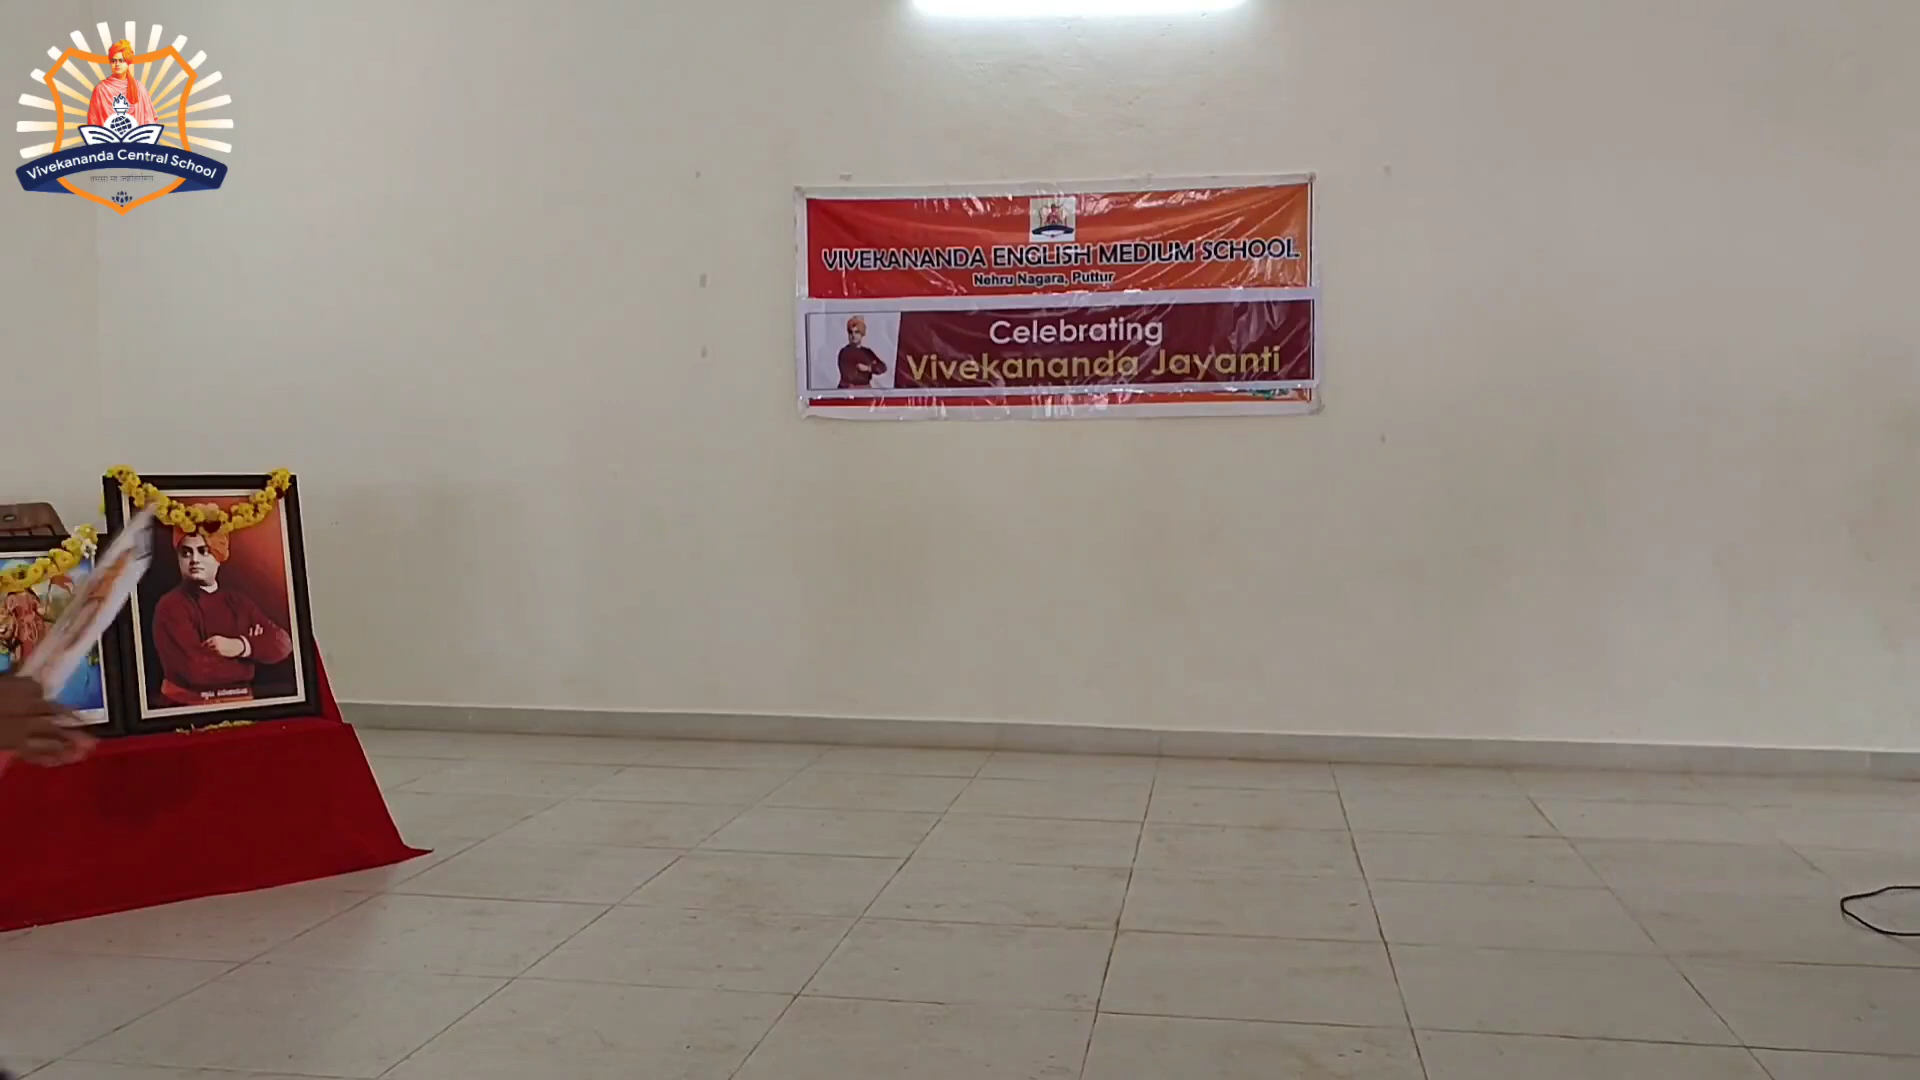 Vivekananda Central School
VIVEKANANDA ENGLISH MEDIUM SCHOOL
Nehru Nagara, Puttur
Celebrating
Vivekananda Jayanti